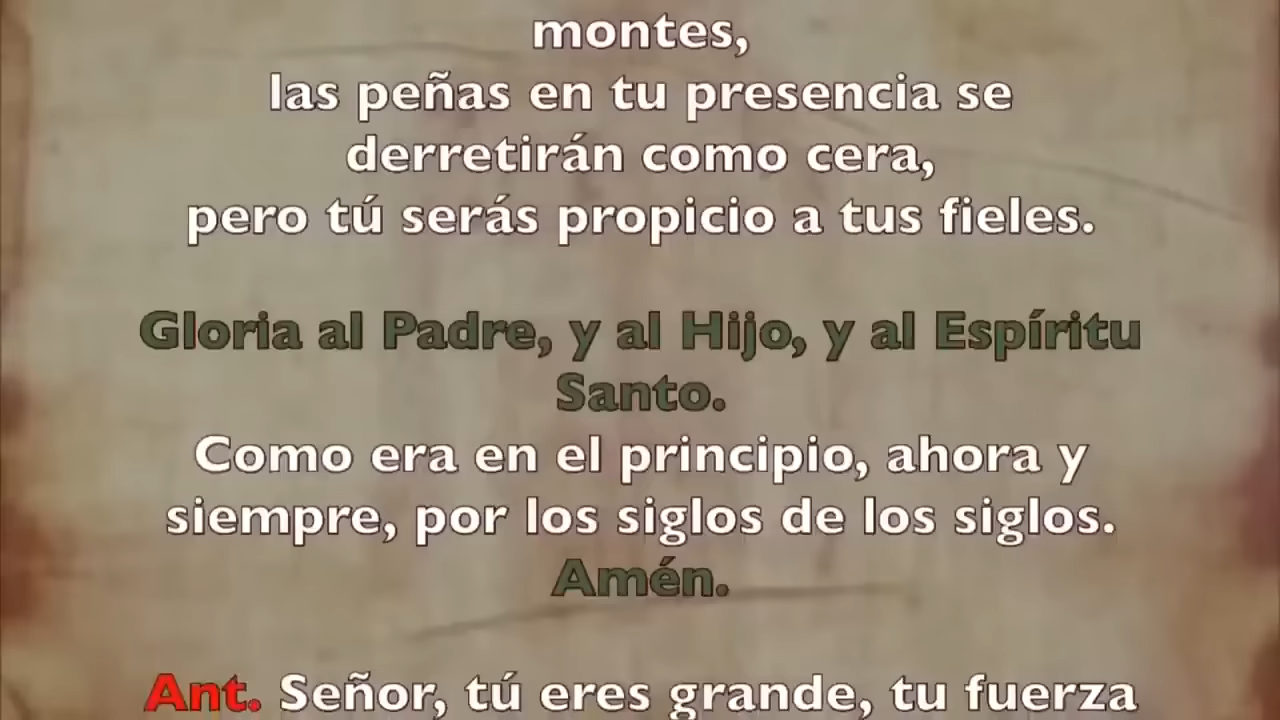 montes,
las peñas en tu presencia se
derretirán como cera,
pero tú serás propicio a tus fieles.
Gloria al Padre, y al Hijo, y al Espíritu
Santo.
Como era en el principio, ahora y
siempre, por los siglos de los siglos.
Amén.
Ant. Señor, tú eres grande, tu fuerza